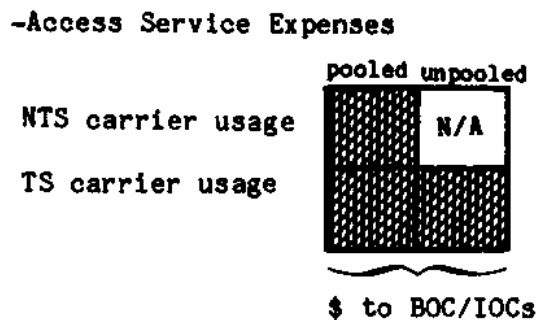 -Access Service Expenses
pooled unpooled
NTS carrier usage N/A
TS carrier usage
$ to BOC/IOCs